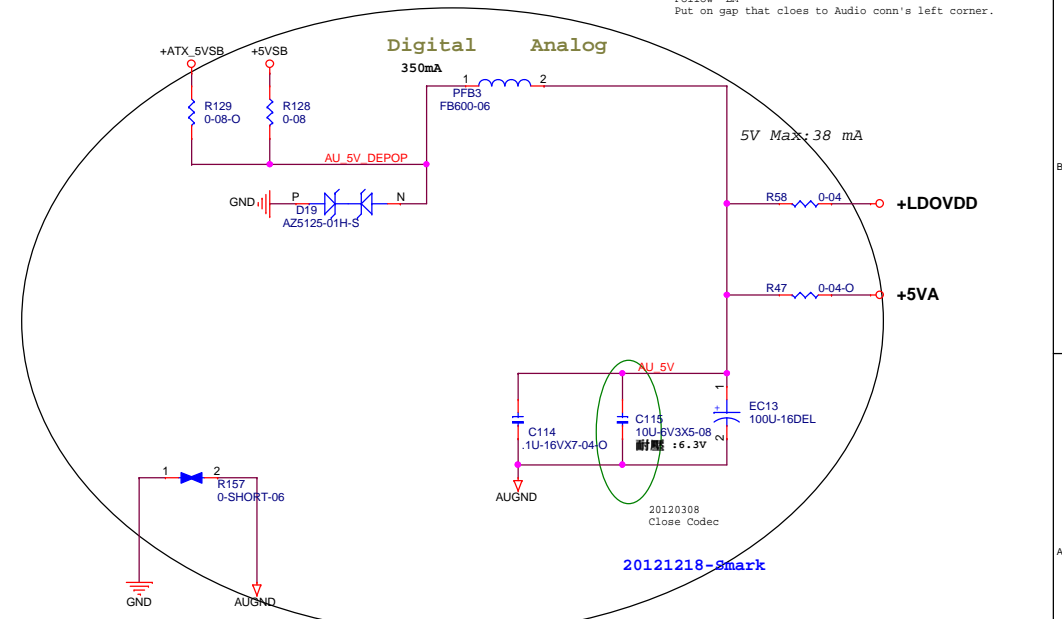 Put on gap that cloes to Audio conn's left corner.
Digital Analog
+ATX_5VSB +5VSB
350mA
1 2
PFB3
FB600-06
R129
0-08-O
R128
0-08
5V Max:38 mA
AU_5V_DEPOP
GND P N
D19
AZ5125-01H-S
R58 0-04 +LDOVDD
B
R47 0-04-O +5VA
AU_5V
1
+
EC13
100U-16DEL
2
C114
.1U-16VX7-04-O
C115
10U-6V3X5-08
耐壓 :6.3V
AUGND
1 2
R157
0-SHORT-06
20120308
Close Codec
20121218-Smark
A
GND AUGND